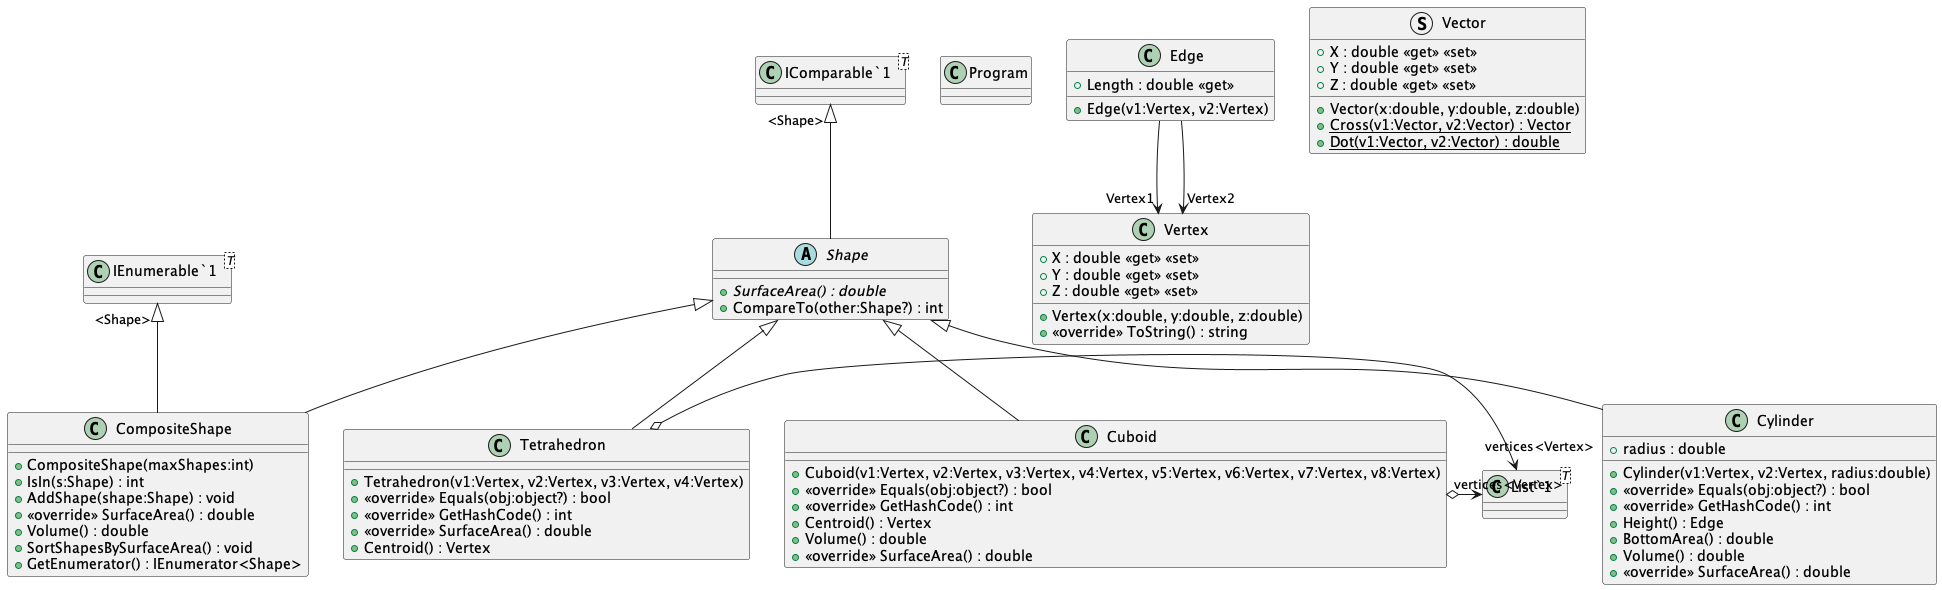 IComparable`1
T
<Shape>
Program
Edge
Length : double «get»
Edge(v1:Vertex, v2:Vertex)
Vertex1
Vertex2
Vector
X : double «get» «set»
Y : double «get» «set»
Z : double «get» «set»
Vector(x:double, y:double, z:double)
Cross(v1:Vector, v2:Vector) : Vector
Dot(v1:Vector, v2:Vector) : double
IEnumerable`1
T
<Shape>
Shape
SurfaceArea() : double
CompareTo(other:Shape?) : int
Vertex
X : double «get» «set»
Y : double «get» «set»
Z : double «get» «set»
Vertex(x:double, y:double, z:double)
«override» ToString() : string
CompositeShape
CompositeShape(maxShapes:int)
IsIn(s:Shape) : int
AddShape(shape:Shape) : void
«override» SurfaceArea() : double
Volume() : double
SortShapesBySurfaceArea() : void
GetEnumerator() : IEnumerator<Shape>
Tetrahedron
Tetrahedron(v1:Vertex, v2:Vertex, v3:Vertex, v4:Vertex)
«override» Equals(obj:object?) : bool
«override» GetHashCode() : int
«override» SurfaceArea() : double
Centroid() : Vertex
Cuboid
Cuboid(v1:Vertex, v2:Vertex, v3:Vertex, v4:Vertex, v5:Vertex, v6:Vertex, v7:Vertex, v8:Vertex)
«override» Equals(obj:object?) : bool
«override» GetHashCode() : int
Centroid() : Vertex
Volume() : double
«override» SurfaceArea() : double
vertices<Vertex>
vertices<Vertex>
List`1
T
Cylinder
radius : double
Cylinder(v1:Vertex, v2:Vertex, radius:double)
«override» Equals(obj:object?) : bool
«override» GetHashCode() : int
Height() : Edge
BottomArea() : double
Volume() : double
«override» SurfaceArea() : double